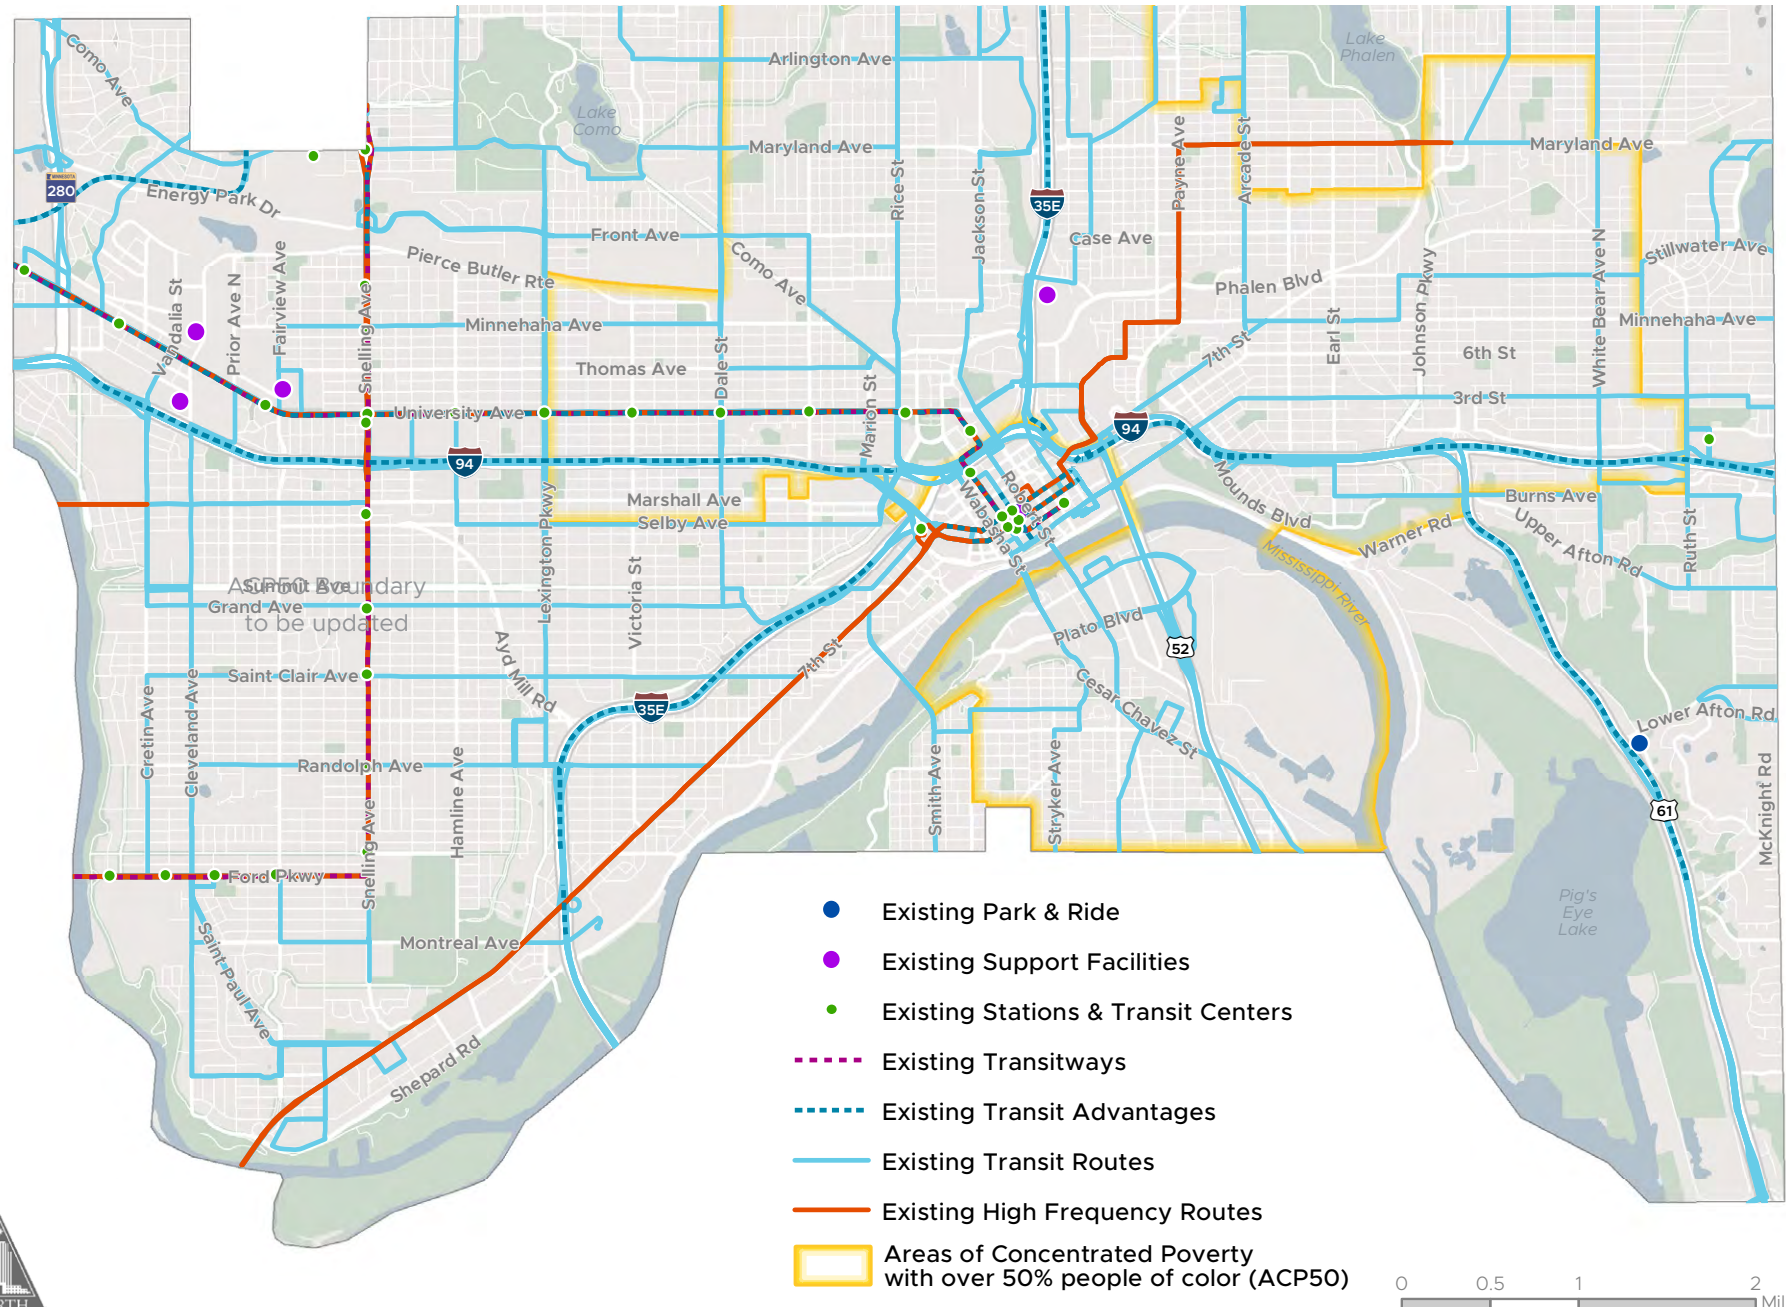 Como Ave
Arlington Ave
Lake
Phalen
Lake
Como
Maryland Ave
Maryland Ave
Payne Ave
Arcade St
MINNESOTA
280
Energy Park Dr
Rice St
Jackson St
35E
Front Ave
Como Ave
Case Ave
Pierce Butler Rte
Fairview Ave
Vandalia St
Prior Ave N
Snelling Ave
Phalen Blvd
Johnson Pkwy
White Bear Ave N
Stillwater Ave
Minnehaha Ave
Minnehaha Ave
Thomas Ave
Dale St
Marion St
7th St
Earl St
6th St
3rd St
University Ave
94
94
Marshall Ave
Selby Ave
Lexington Pkwy
Wabasha St
Robert St
Mounds Blvd
Burns Ave
Warner Rd
Upper Afton Rd
Ruth St
Mississippi River
Summit Ave
ACP50 Boundary
to be updated
Grand Ave
Victoria St
Plato Blvd
52
Saint Clair Ave
Ayd Mill Rd
7th St
35E
Cesar Chavez St
Lower Afton Rd
Cretin Ave
Cleveland Ave
Randolph Ave
Hamline Ave
Smith Ave
Stryker Ave
McKnight Rd
61
Snelling Ave
Ford Pkwy
Pig's
Eye
Lake
Montreal Ave
Saint Paul Ave
Shepard Rd
Existing Park & Ride
Existing Support Facilities
Existing Stations & Transit Centers
Existing Transitways
Existing Transit Advantages
Existing Transit Routes
Existing High Frequency Routes
Areas of Concentrated Poverty
with over 50% people of color (ACP50)
0 0.5 1 2